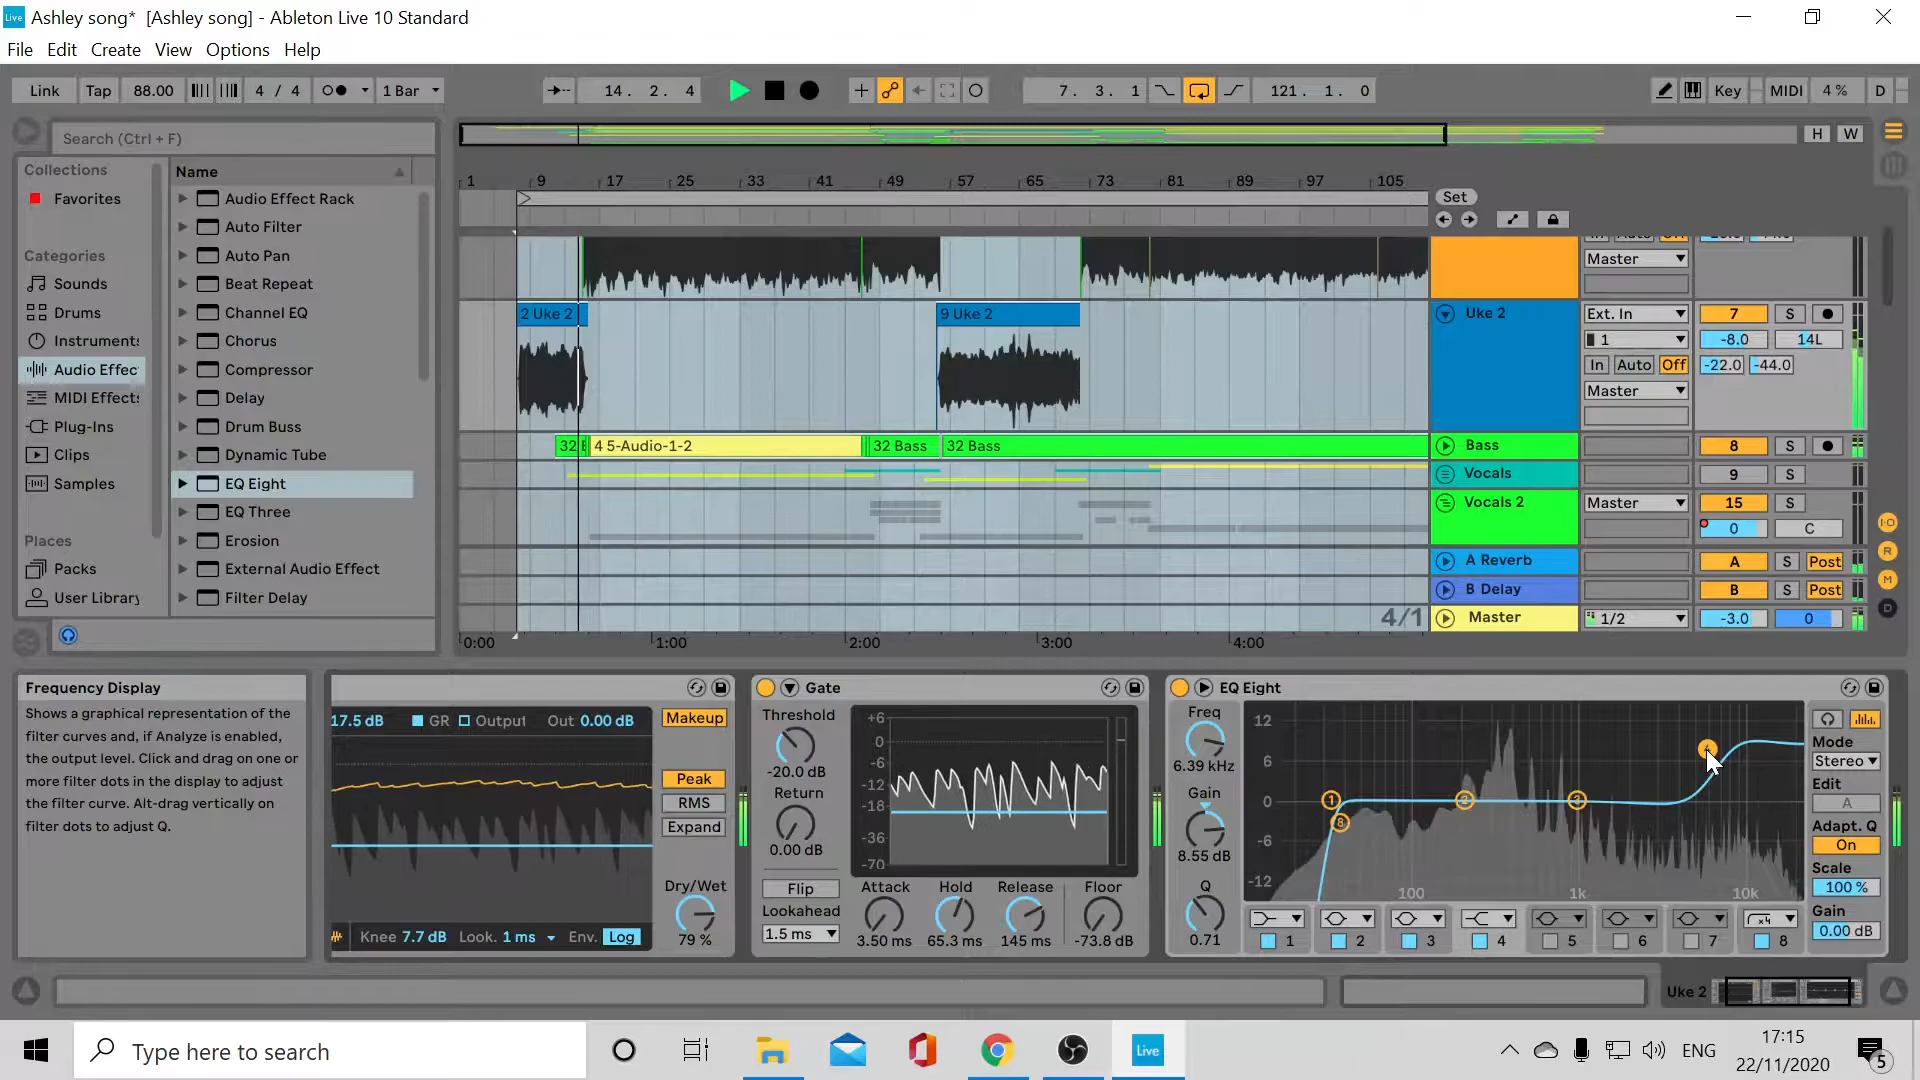 Live Ashley song* [Ashley song] - Ableton Live 10 Standard
File Edit Create View Options Help
Link Tap 88.00 4 / 4 1 Bar 14. 2. 4 7. 3. 1 121. 1. 0 Key MIDI 4 % D
Search (Ctrl + F)
H W
Collections
Favorites
Categories
Sounds
Drums
Instrument
Audio Effec
MIDI Effect
Plug-Ins
Clips
Samples
Places
Packs
User Library
Name
Audio Effect Rack
Auto Filter
Auto Pan
Beat Repeat
Channel EQ
Chorus
Compressor
Delay
Drum Buss
Dynamic Tube
EQ Eight
EQ Three
Erosion
External Audio Effect
Filter Delay
1 9 17 25 33 41 49 57 65 73 81 89 97 105
Set
Master
2 Uke 2 9 Uke 2 Uke 2 Ext. In 7 S
1 -8.0 14L
In Auto Off -22.0 -44.0
Master
32 B 4 5-Audio-1-2 32 Bass 32 Bass Bass 8 S
Vocals 9 S
Vocals 2 Master 15 S
0 C
A Reverb A S Post
B Delay B S Post
4/1 Master 1/2 -3.0 0
0:00 1:00 2:00 3:00 4:00
I·O
R
M
D
Frequency Display
Shows a graphical representation of the
filter curves and, if Analyze is enabled,
the output level. Click and drag on one or
more filter dots in the display to adjust
the filter curve. Alt-drag vertically on
filter dots to adjust Q.
17.5 dB GR Output Out 0.00 dB Makeup
Peak
RMS
Expand
Dry/Wet
79 %
Knee 7.7 dB Look. 1 ms Env. Log
Gate
Threshold
-20.0 dB
Return
0.00 dB
Flip
Lookahead
1.5 ms
+6
0
-6
-12
-18
-36
-70
Attack Hold Release Floor
3.50 ms 65.3 ms 145 ms -73.8 dB
EQ Eight
Freq
6.39 kHz
Gain
8.55 dB
Q
0.71
12
6
0
-6
-12
1 8 2 3
100 1k 10k
1 2 3 4 5 6 7 8
x4
Mode
Stereo
Edit
A
Adapt. Q
On
Scale
100 %
Gain
0.00 dB
Uke 2
Type here to search
Live
ENG
17:15
22/11/2020
5